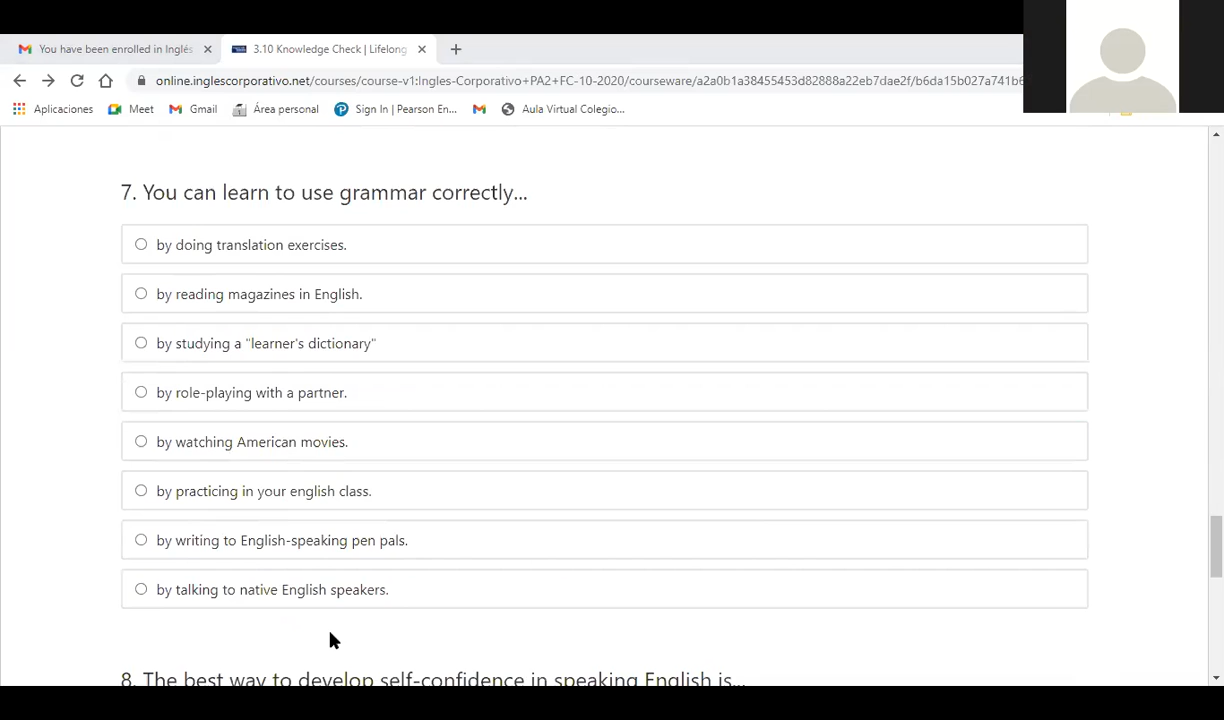 You have been enrolled in Inglés
3.10 Knowledge Check | Lifelong
online.inglescorporativo.net/courses/course-v1:Ingles-Corporativo+PA2+FC-10-2020/courseware/a2a0b1a38455453d82888a22eb7dae2f/b6da15b027a741b6
Aplicaciones
Meet
Gmail
Área personal
Sign In | Pearson En...
Aula Virtual Colegio...
7. You can learn to use grammar correctly...
by doing translation exercises.
by reading magazines in English.
by studying a "learner's dictionary"
by role-playing with a partner.
by watching American movies.
by practicing in your english class.
by writing to English-speaking pen pals.
by talking to native English speakers.
8. The best way to develop self-confidence in speaking English is...